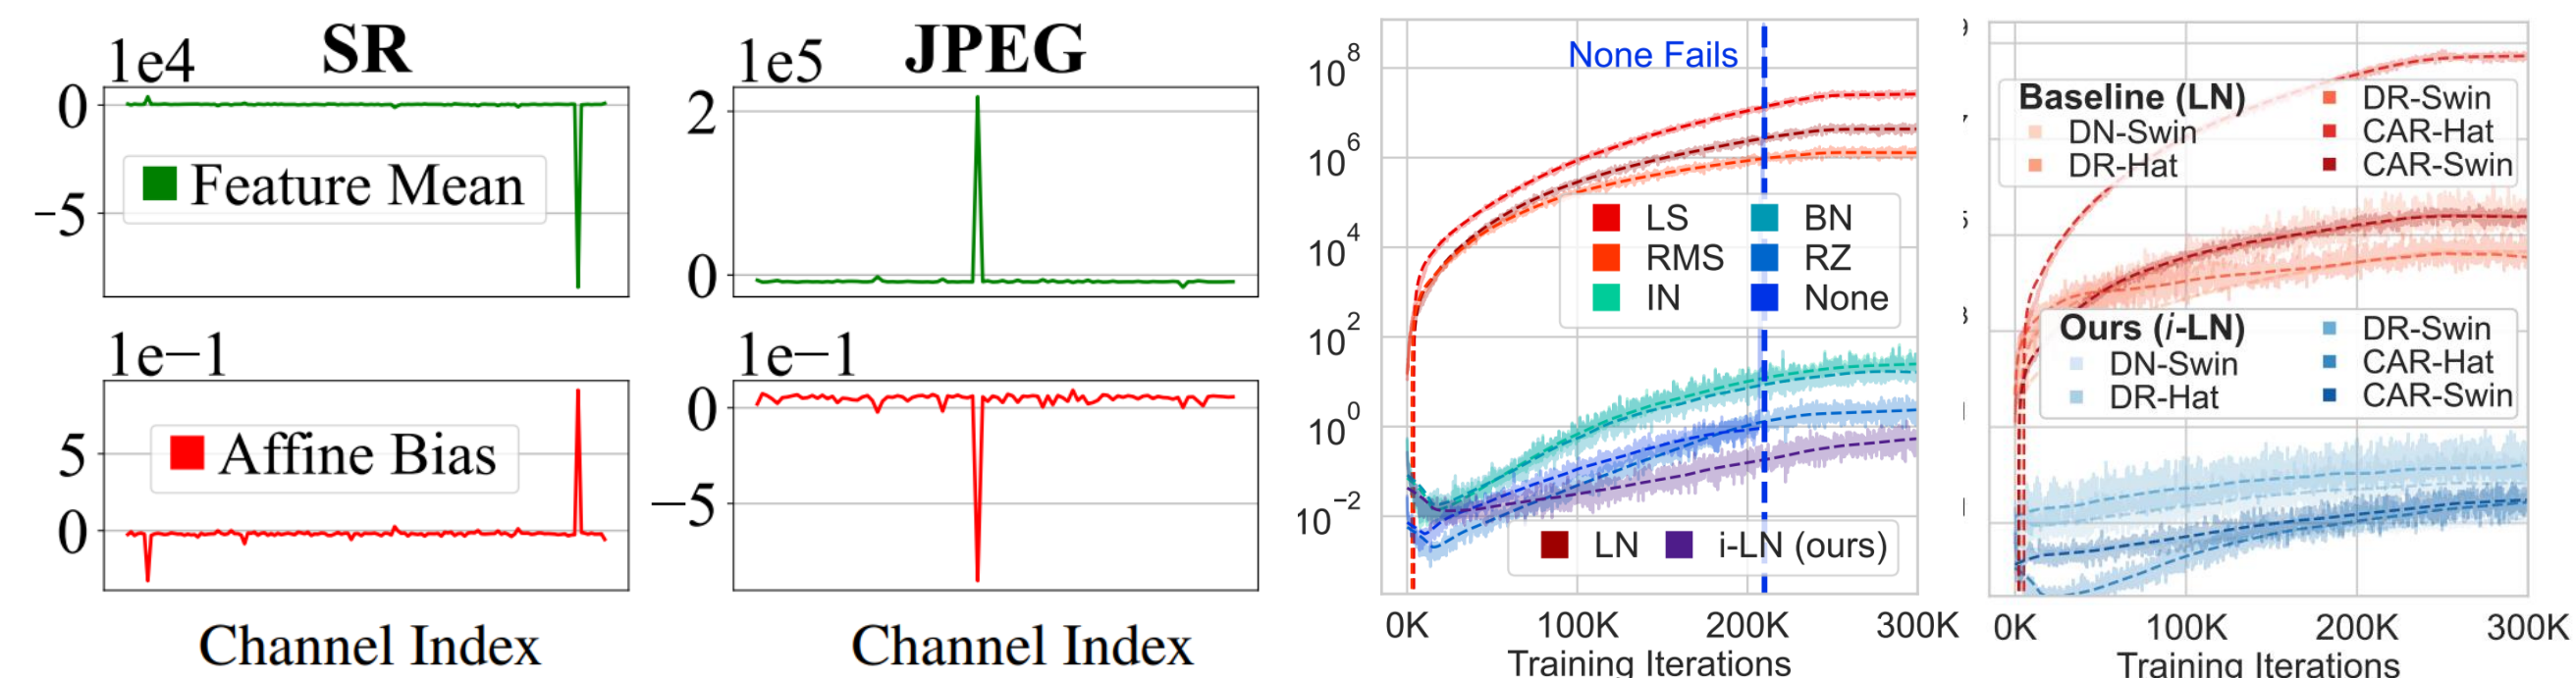 SR
1e4
0
−5
Feature Mean
1e−1
5
0
Affine Bias
Channel Index
JPEG
1e5
2
0
1e−1
0
−5
Channel Index
None Fails
10^8
10^6
10^4
10^2
10^0
10^−2
LS BN
RMS RZ
IN None
LN i-LN (ours)
0K 100K 200K 300K
Training Iterations
Baseline (LN) DR-Swin
DN-Swin CAR-Hat
DR-Hat CAR-Swin
Ours (i-LN) DR-Swin
DN-Swin CAR-Hat
DR-Hat CAR-Swin
0K 100K 200K 300K
Training Iterations